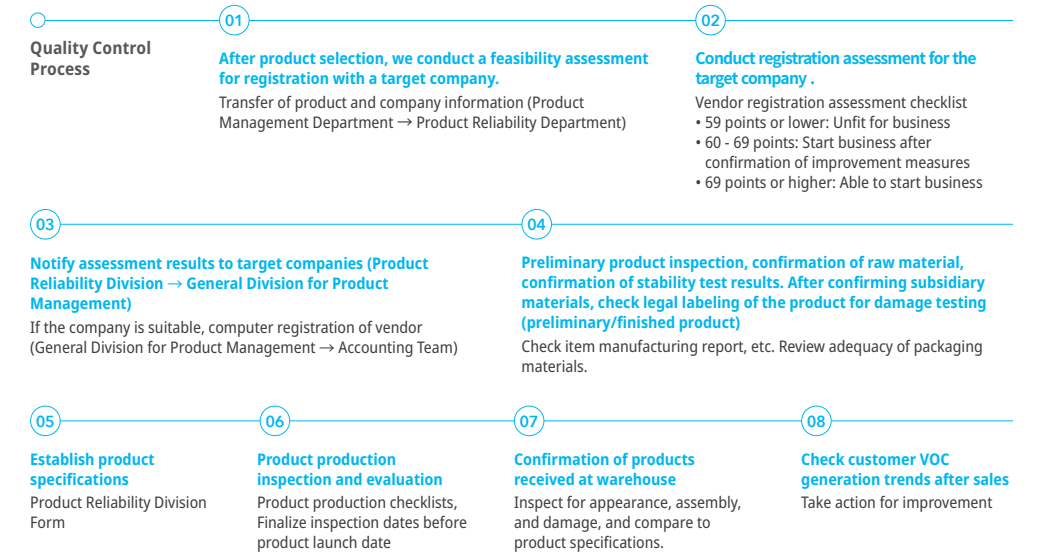 Quality Control
Process
01
After product selection, we conduct a feasibility assessment
for registration with a target company.
Transfer of product and company information (Product
Management Department → Product Reliability Department)
02
Conduct registration assessment for the
target company .
Vendor registration assessment checklist
• 59 points or lower: Unfit for business
• 60 - 69 points: Start business after
confirmation of improvement measures
• 69 points or higher: Able to start business
03
Notify assessment results to target companies (Product
Reliability Division → General Division for Product
Management)
If the company is suitable, computer registration of vendor
(General Division for Product Management → Accounting Team)
04
Preliminary product inspection, confirmation of raw material,
confirmation of stability test results. After confirming subsidiary
materials, check legal labeling of the product for damage testing
(preliminary/finished product)
Check item manufacturing report, etc. Review adequacy of packaging
materials.
05
Establish product
specifications
Product Reliability Division
Form
06
Product production
inspection and evaluation
Product production checklists,
Finalize inspection dates before
product launch date
07
Confirmation of products
received at warehouse
Inspect for appearance, assembly,
and damage, and compare to
product specifications.
08
Check customer VOC
generation trends after sales
Take action for improvement